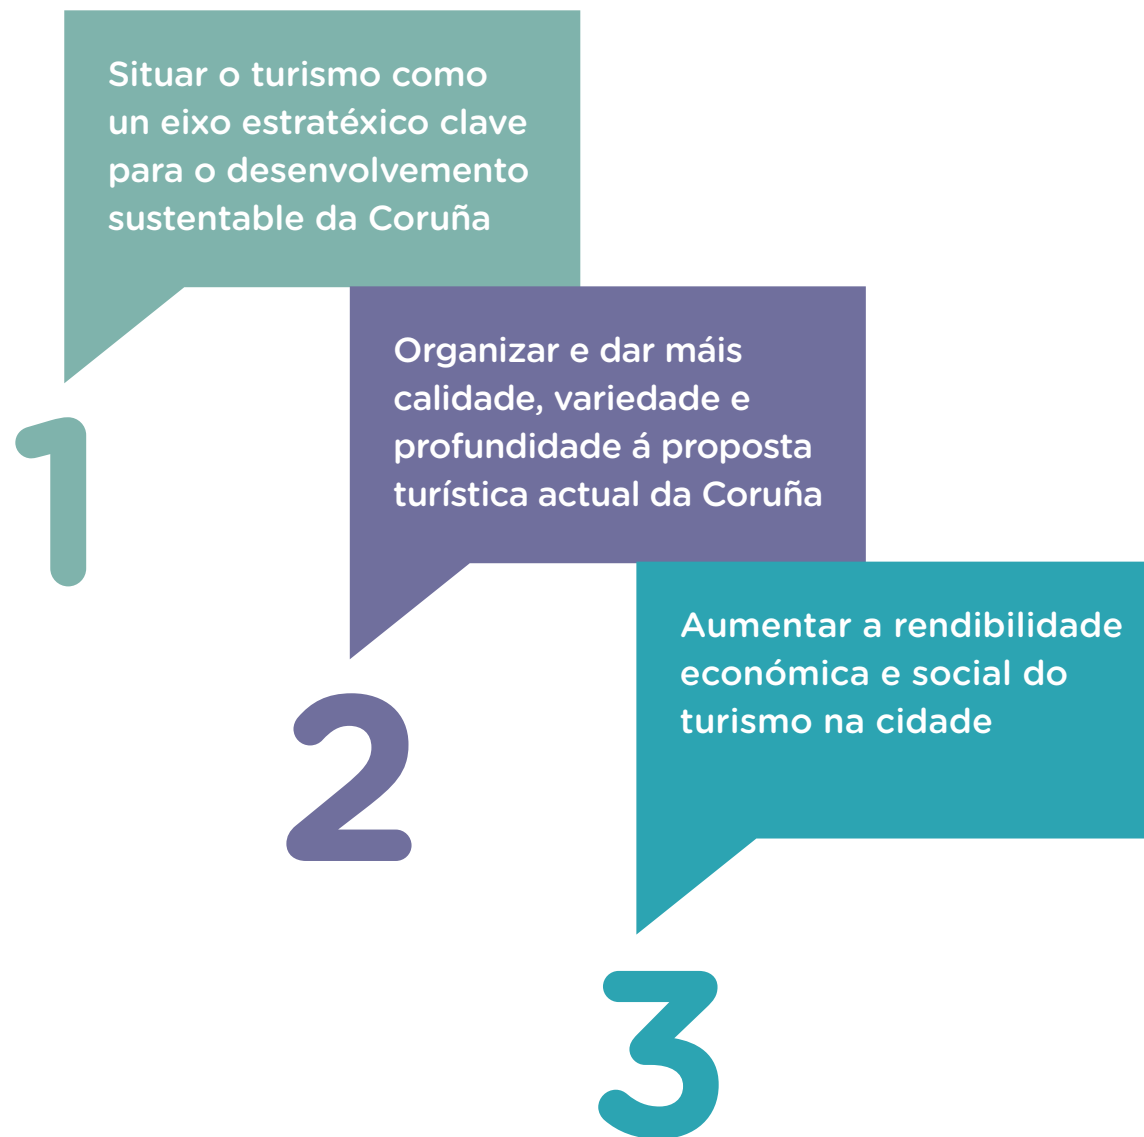 Situar o turismo como
un eixo estratéxico clave
para o desenvolvemento
sustentable da Coruña
1
Organizar e dar máis
calidade, variedade e
profundidade á proposta
turística actual da Coruña
2
Aumentar a rendibilidade
económica e social do
turismo na cidade
3